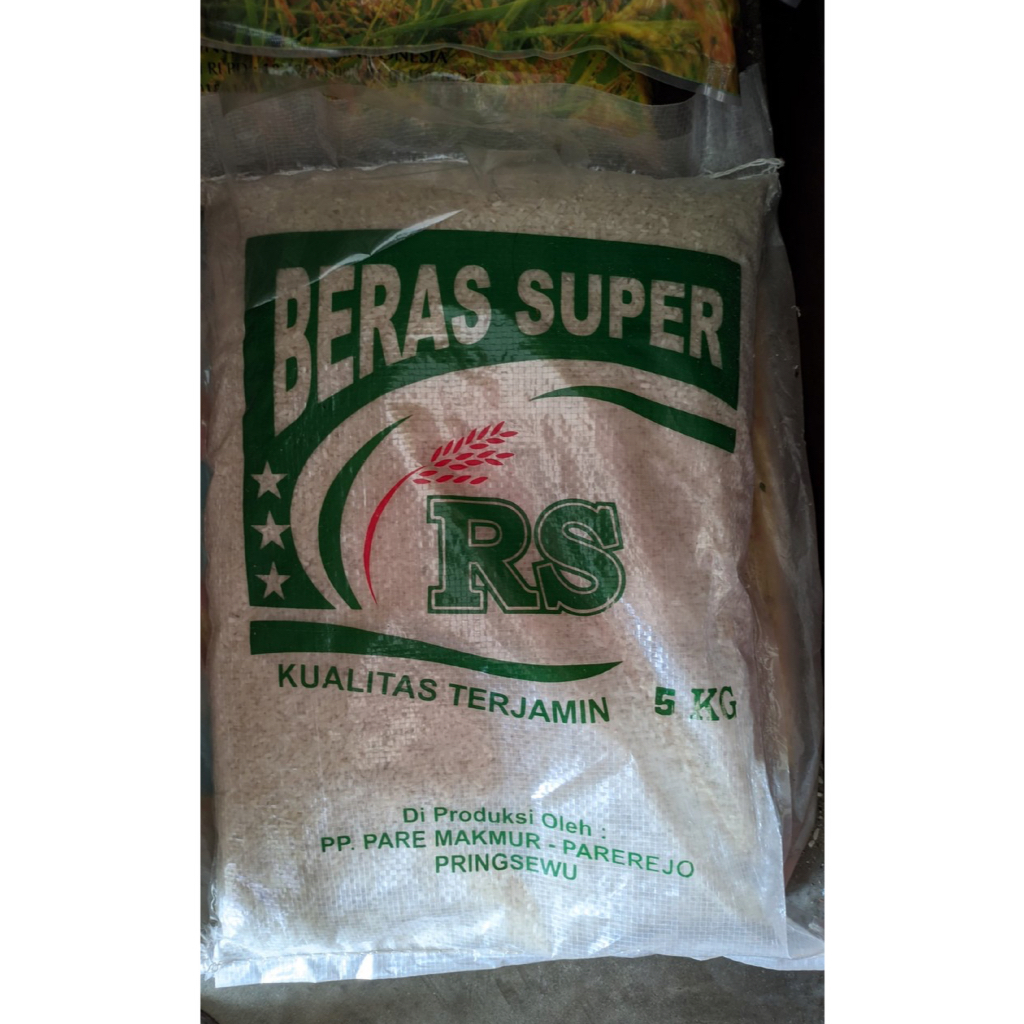 BERAS SUPER
RS
KUALITAS TERJAMIN 5 KG
Di Produksi Oleh :
PP. PARE MAKMUR - PAREREJO
PRINGSEWU